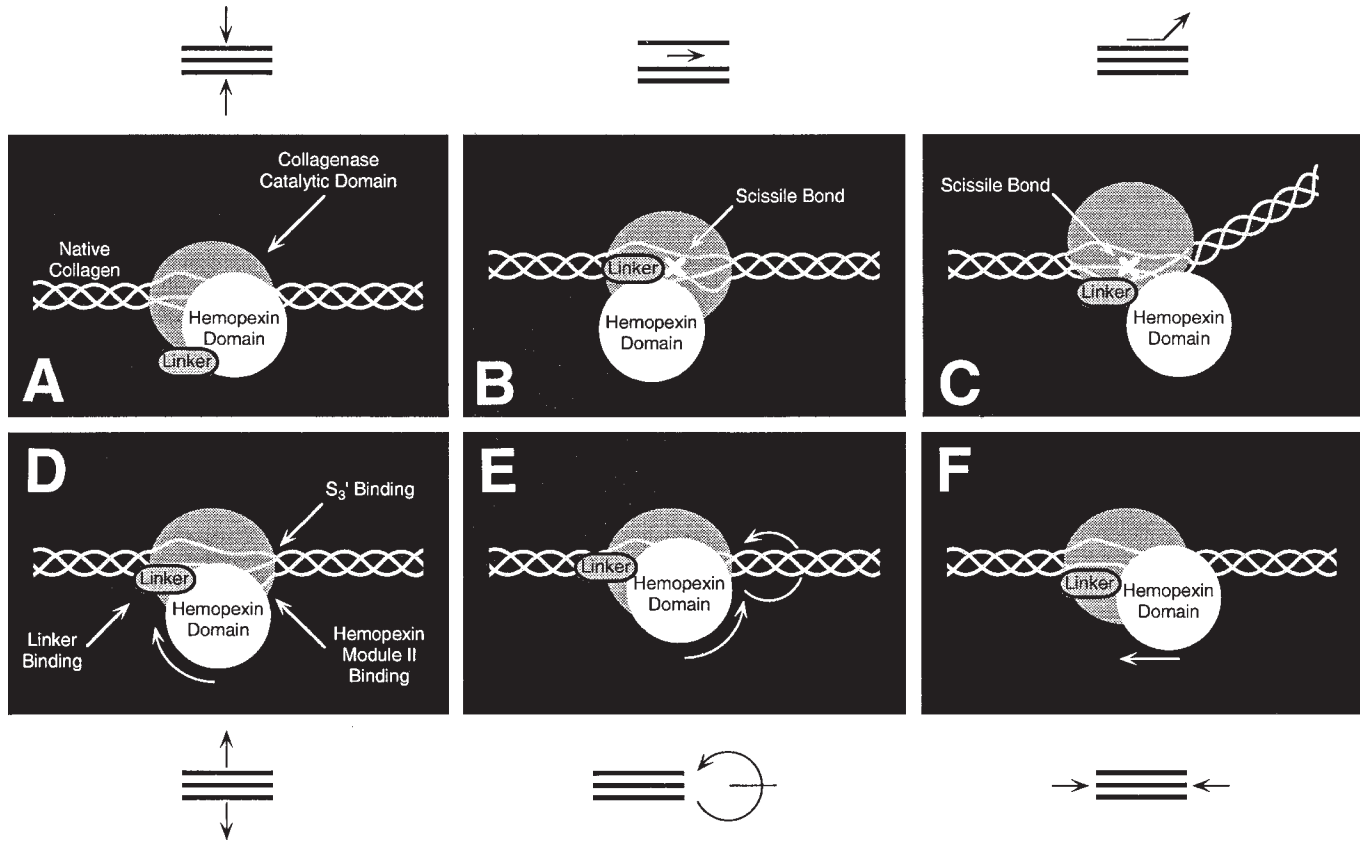 Collagenase
Catalytic Domain
Native
Collagen
Hemopexin
Domain
Linker
A
Scissile Bond
Linker
Hemopexin
Domain
B
Scissile Bond
Linker
Hemopexin
Domain
C
D
S3' Binding
Linker
Hemopexin
Domain
Linker
Binding
Hemopexin
Module II
Binding
E
Linker
Hemopexin
Domain
F
Linker
Hemopexin
Domain